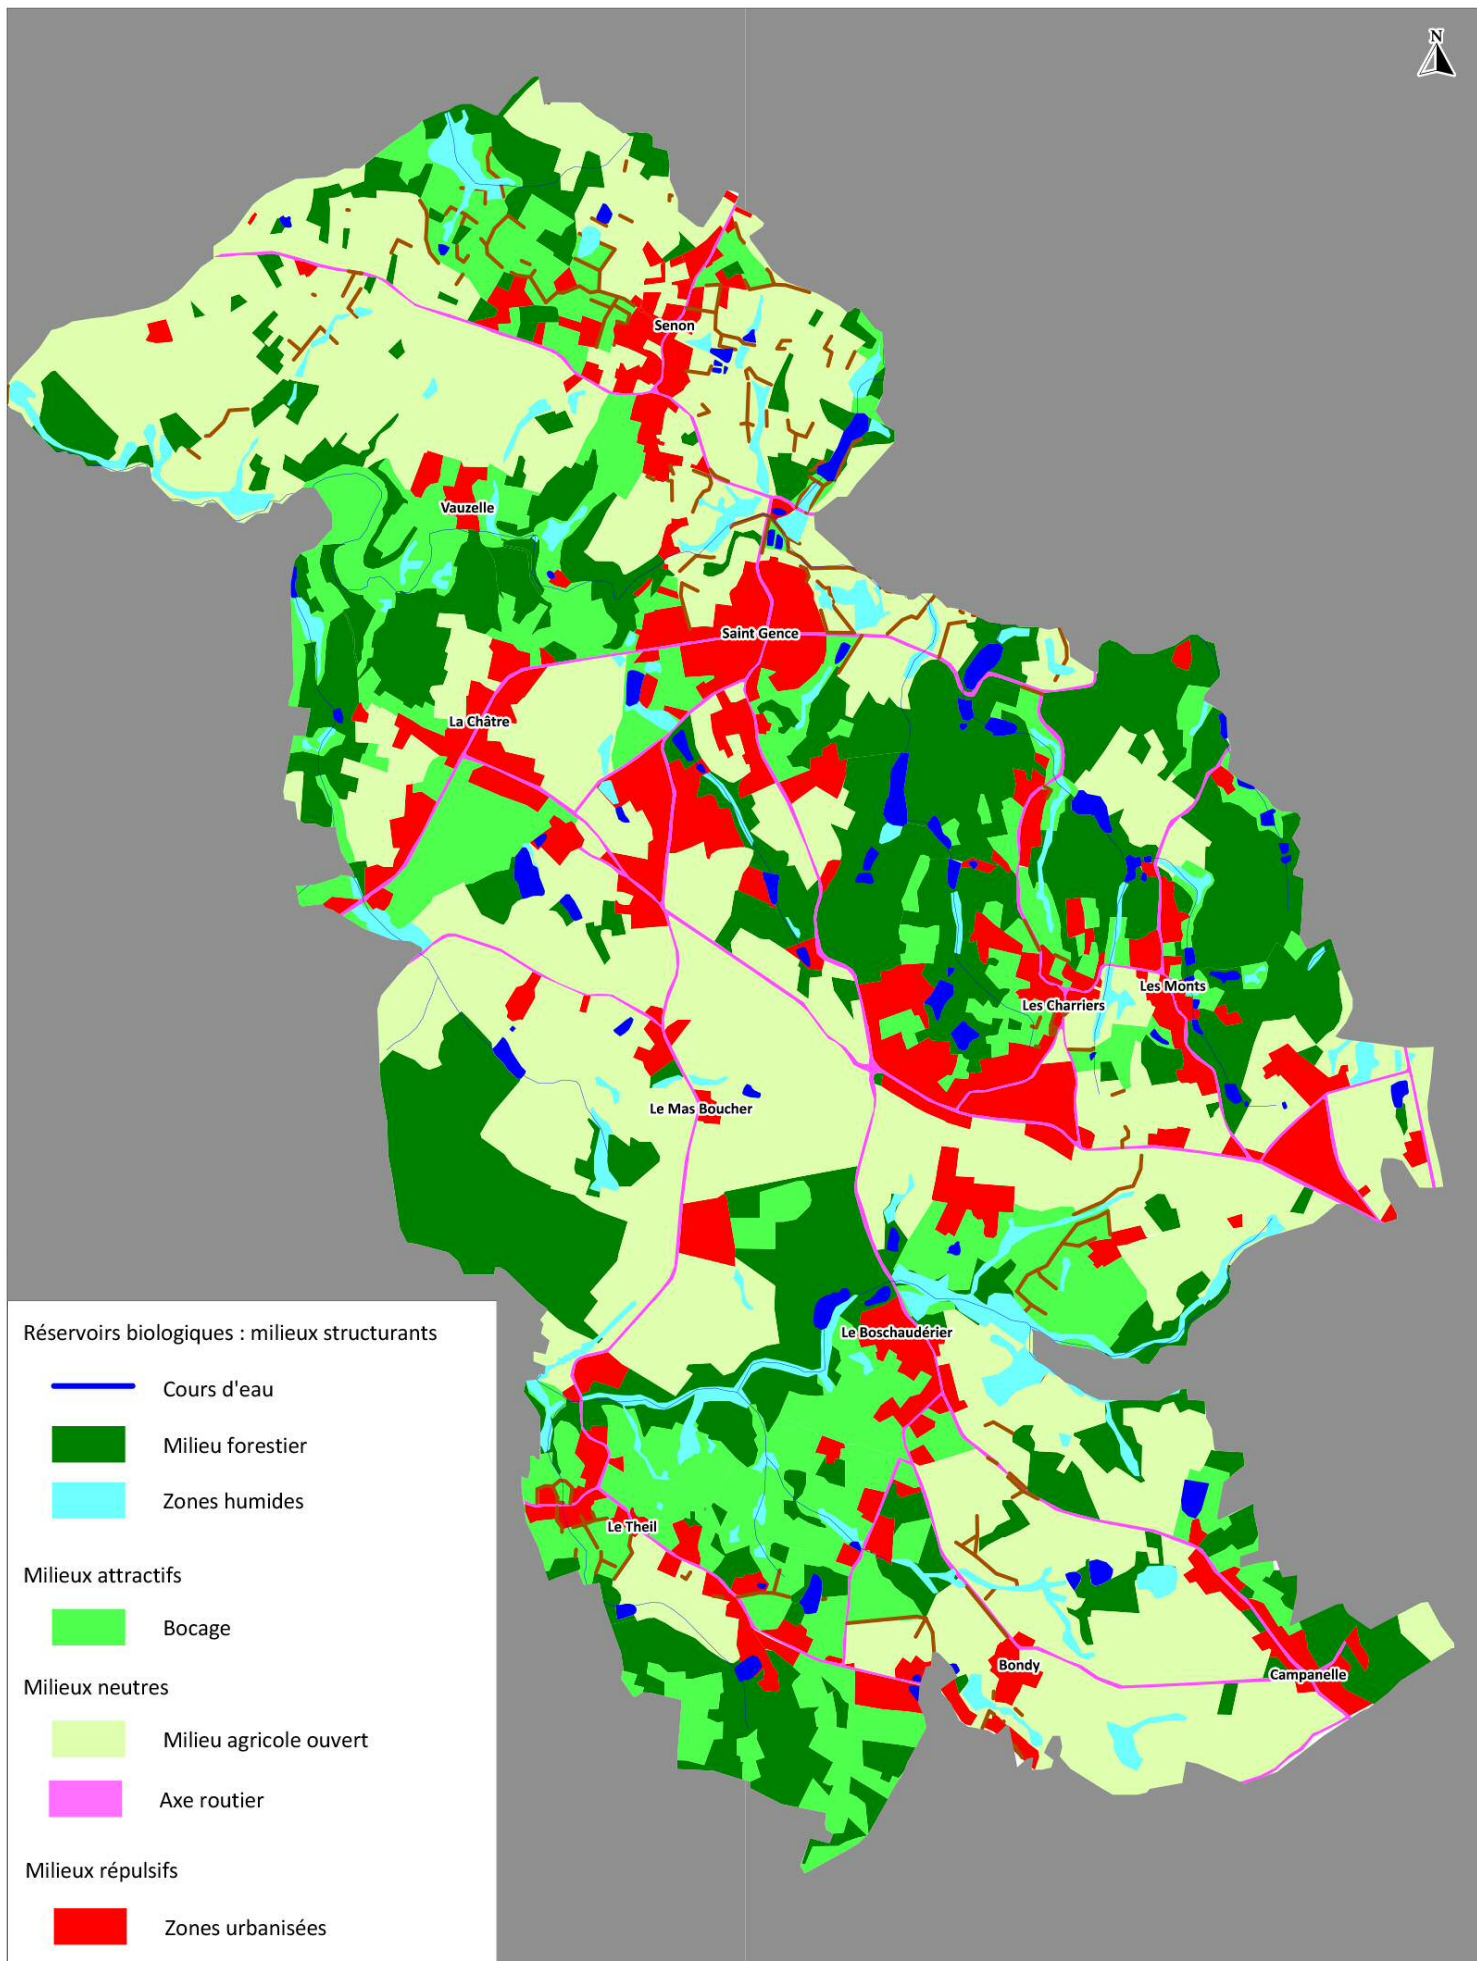 N
Senon
Vauzelle
Saint Gence
La Châtre
Les Monts
Les Charriers
Le Mas Boucher
Le Boschaudérier
Le Theil
Bondy
Campanelle
Réservoirs biologiques : milieux structurants
Cours d'eau
Milieu forestier
Zones humides
Milieux attractifs
Bocage
Milieux neutres
Milieu agricole ouvert
Axe routier
Milieux répulsifs
Zones urbanisées